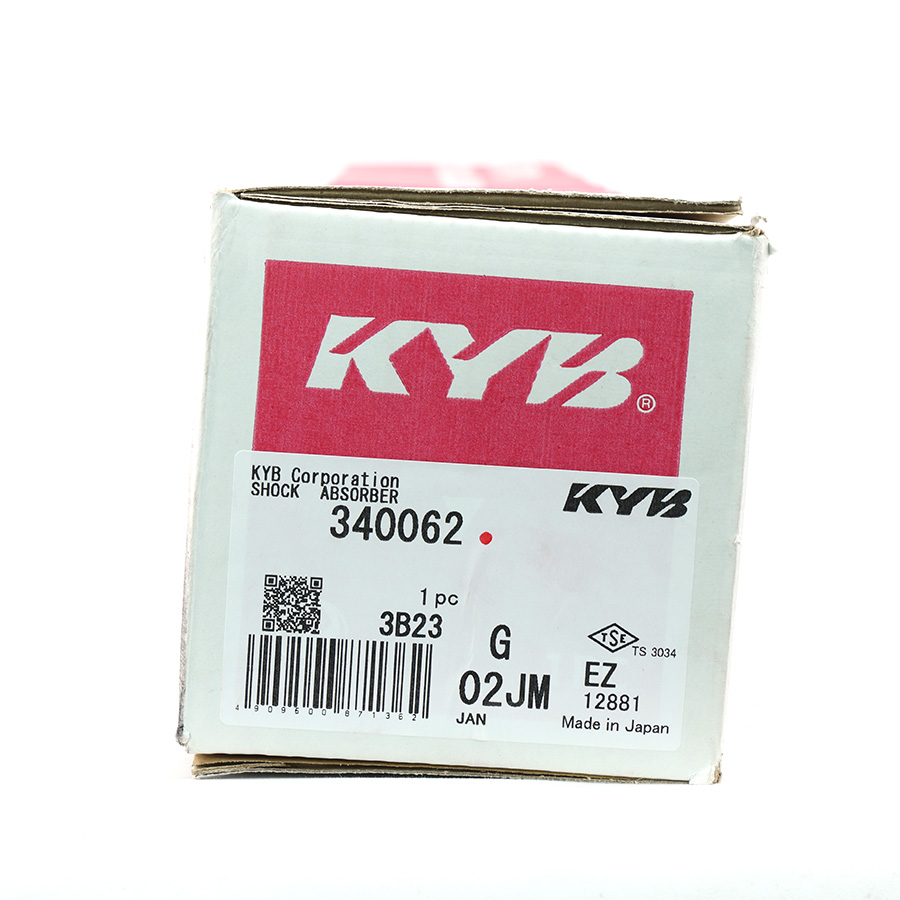 KYB®
KYB Corporation
SHOCK ABSORBER
KYB
340062
1 pc
3B23
G
TSE
TS 3034
02JM
EZ
12881
4909500871362
JAN
Made in Japan